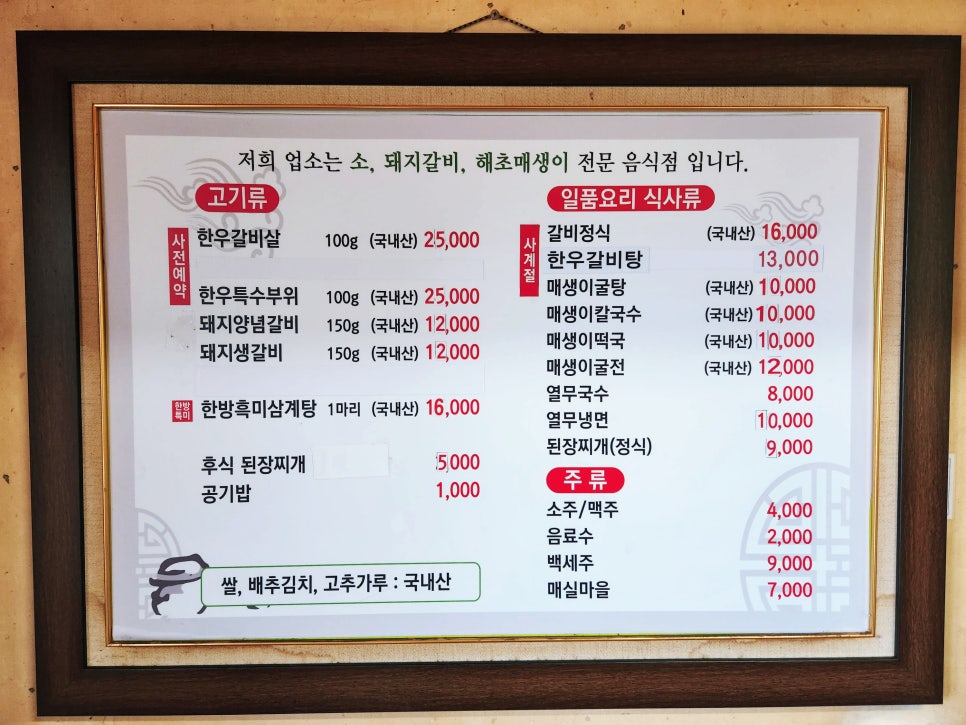 저희 업소는 소, 돼지갈비, 해초매생이 전문 음식점 입니다.
고기류
사전예약
한우갈비살 100g (국내산) 25,000
한우특수부위 100g (국내산) 25,000
돼지양념갈비 150g (국내산) 12,000
돼지생갈비 150g (국내산) 12,000
한방흑미
한방흑미삼계탕 1마리 (국내산) 16,000
후식 된장찌개 5,000
공기밥 1,000
쌀, 배추김치, 고추가루 : 국내산
일품요리 식사류
사계절
갈비정식 (국내산) 16,000
한우갈비탕 13,000
매생이굴탕 (국내산) 10,000
매생이칼국수 (국내산) 10,000
매생이떡국 (국내산) 10,000
매생이굴전 (국내산) 12,000
열무국수 8,000
열무냉면 10,000
된장찌개(정식) 9,000
주 류
소주/맥주 4,000
음료수 2,000
백세주 9,000
매실마을 7,000